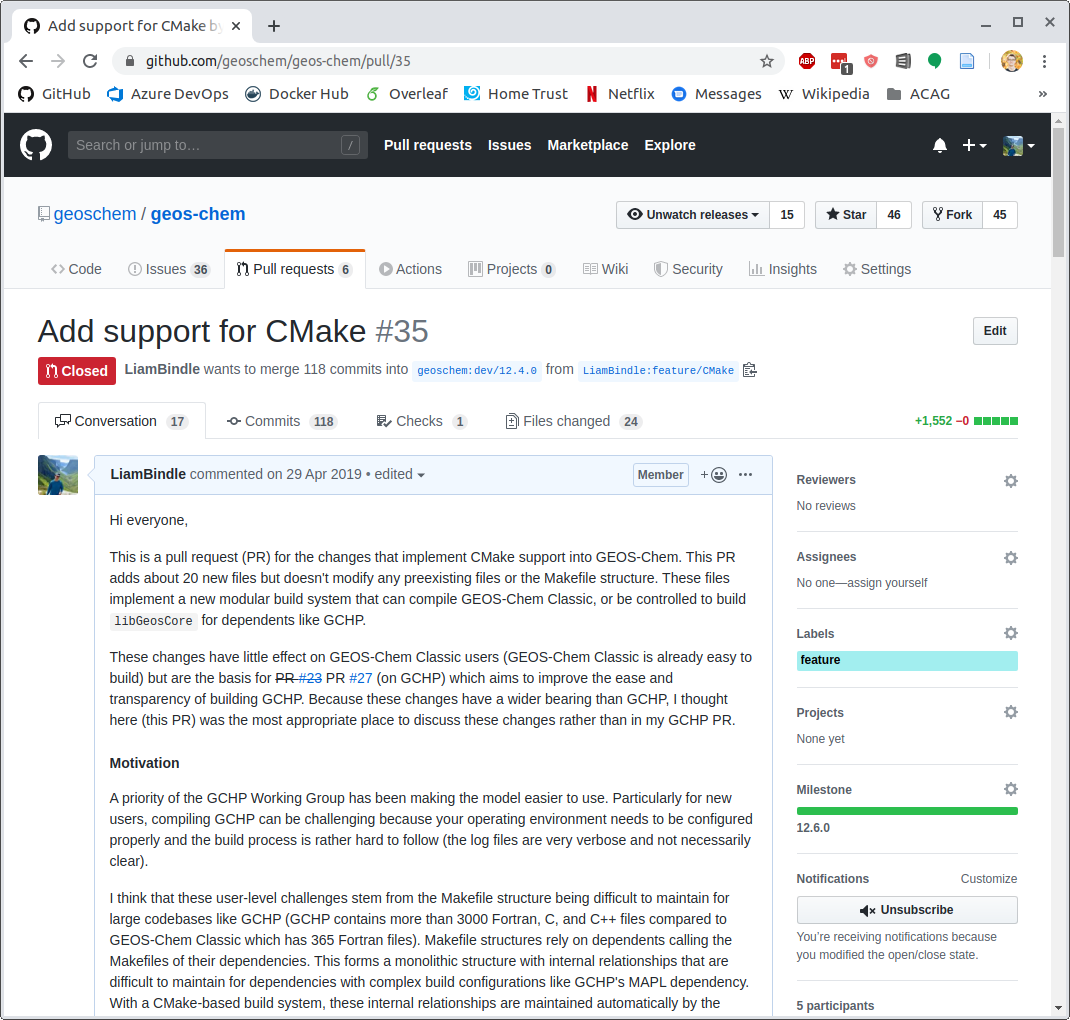 Add support for CMake by
github.com/geoschem/geos-chem/pull/35
ABP
1
GitHub Azure DevOps Docker Hub Overleaf Home Trust Netflix Messages Wikipedia ACAG »
Search or jump to… /
Pull requests Issues Marketplace Explore
geoschem / geos-chem
Unwatch releases 15 Star 46 Fork 45
Code Issues 36 Pull requests 6 Actions Projects 0 Wiki Security Insights Settings
Add support for CMake #35
Edit
Closed LiamBindle wants to merge 118 commits into geoschem:dev/12.4.0 from LiamBindle:feature/CMake
Conversation 17 Commits 118 Checks 1 Files changed 24
+1,552 −0
LiamBindle commented on 29 Apr 2019 • edited
Member
Hi everyone,
This is a pull request (PR) for the changes that implement CMake support into GEOS-Chem. This PR
adds about 20 new files but doesn't modify any preexisting files or the Makefile structure. These files
implement a new modular build system that can compile GEOS-Chem Classic, or be controlled to build
libGeosCore for dependents like GCHP.
These changes have little effect on GEOS-Chem Classic users (GEOS-Chem Classic is already easy to
build) but are the basis for PR #23 PR #27 (on GCHP) which aims to improve the ease and
transparency of building GCHP. Because these changes have a wider bearing than GCHP, I thought
here (this PR) was the most appropriate place to discuss these changes rather than in my GCHP PR.
Motivation
A priority of the GCHP Working Group has been making the model easier to use. Particularly for new
users, compiling GCHP can be challenging because your operating environment needs to be configured
properly and the build process is rather hard to follow (the log files are very verbose and not necessarily
clear).
I think that these user-level challenges stem from the Makefile structure being difficult to maintain for
large codebases like GCHP (GCHP contains more than 3000 Fortran, C, and C++ files compared to
GEOS-Chem Classic which has 365 Fortran files). Makefile structures rely on dependents calling the
Makefiles of their dependencies. This forms a monolithic structure with internal relationships that are
difficult to maintain for dependencies with complex build configurations like GCHP's MAPL dependency.
With a CMake-based build system, these internal relationships are maintained automatically by the
Reviewers
No reviews
Assignees
No one—assign yourself
Labels
feature
Projects
None yet
Milestone
12.6.0
Notifications Customize
Unsubscribe
You're receiving notifications because
you modified the open/close state.
5 participants